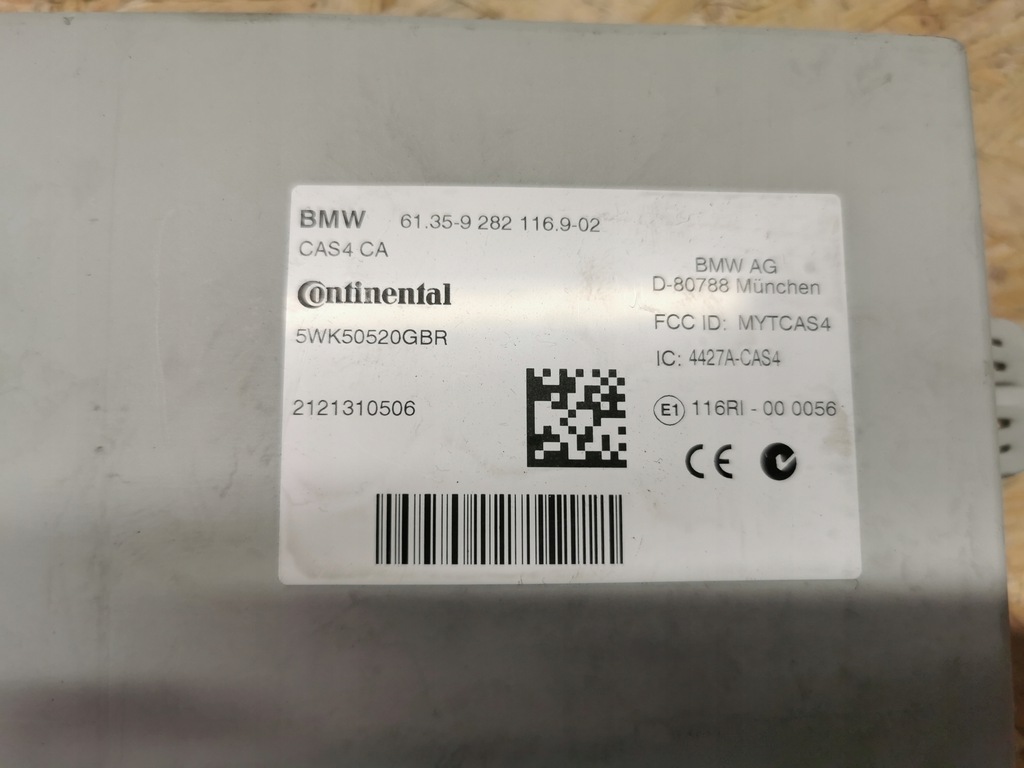 BMW 61.35-9 282 116.9-02
CAS4 CA
Continental
5WK50520GBR
2121310506
BMW AG
D-80788 München
FCC ID: MYTCAS4
IC: 4427A-CAS4
E1 116RI - 00 0056
CE